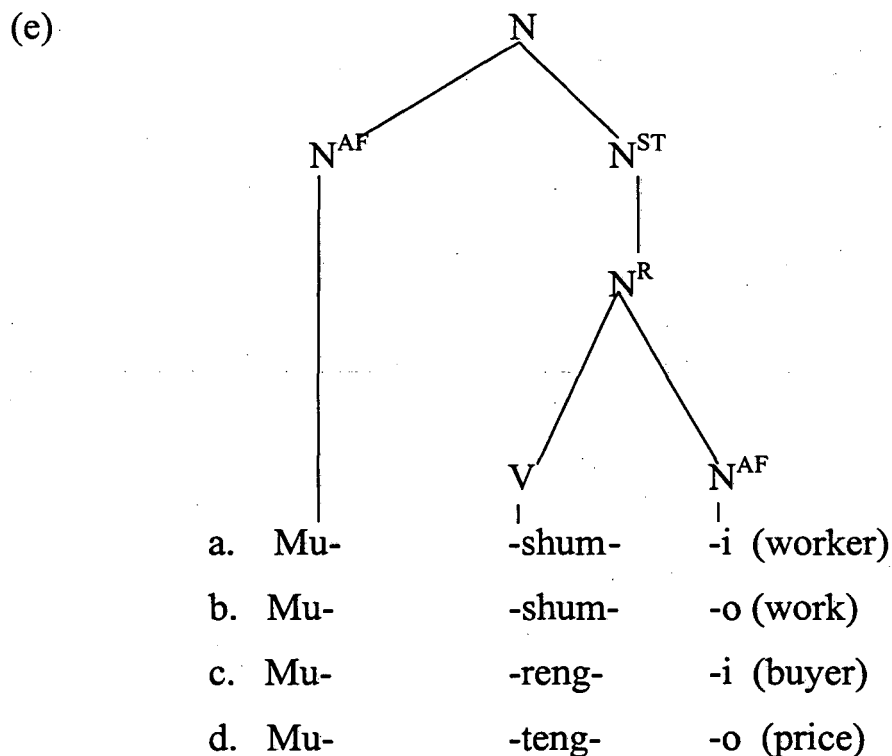 (e)
N
N^AF N^ST
N^R
V N^AF
a. Mu- -shum- -i (worker)
b. Mu- -shum- -o (work)
c. Mu- -reng- -i (buyer)
d. Mu- -teng- -o (price)